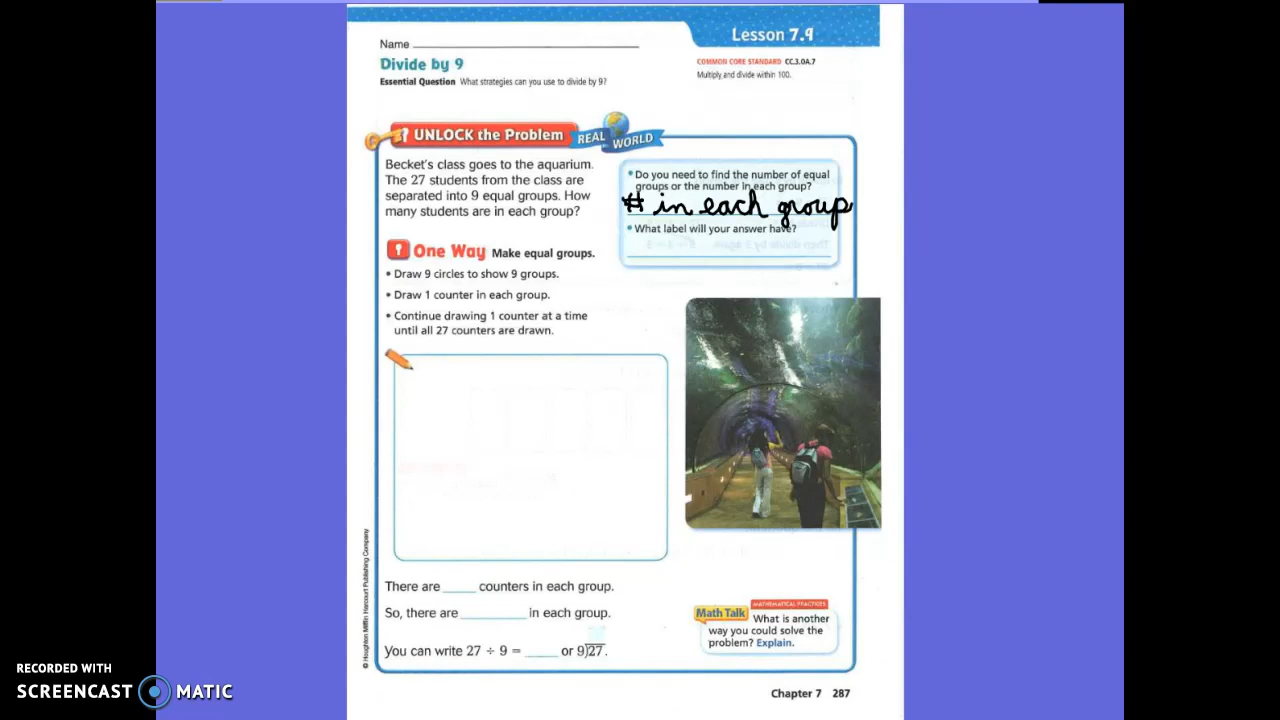 Lesson 7.9
Name
Divide by 9
COMMON CORE STANDARD CC.3.OA.7
Multiply and divide within 100.
Essential Question What strategies can you use to divide by 9?
UNLOCK the Problem REAL WORLD
Becket's class goes to the aquarium.
The 27 students from the class are
separated into 9 equal groups. How
many students are in each group?
• Do you need to find the number of equal
groups or the number in each group?
# in each group
• What label will your answer have?
One Way Make equal groups.
• Draw 9 circles to show 9 groups.
• Draw 1 counter in each group.
• Continue drawing 1 counter at a time
until all 27 counters are drawn.
There are ____ counters in each group.
So, there are ________ in each group.
You can write 27 ÷ 9 = ____ or 9)27.
Math Talk MATHEMATICAL PRACTICES
What is another
way you could solve the
problem? Explain.
© Houghton Mifflin Harcourt Publishing Company
Chapter 7 287
RECORDED WITH
SCREENCAST MATIC